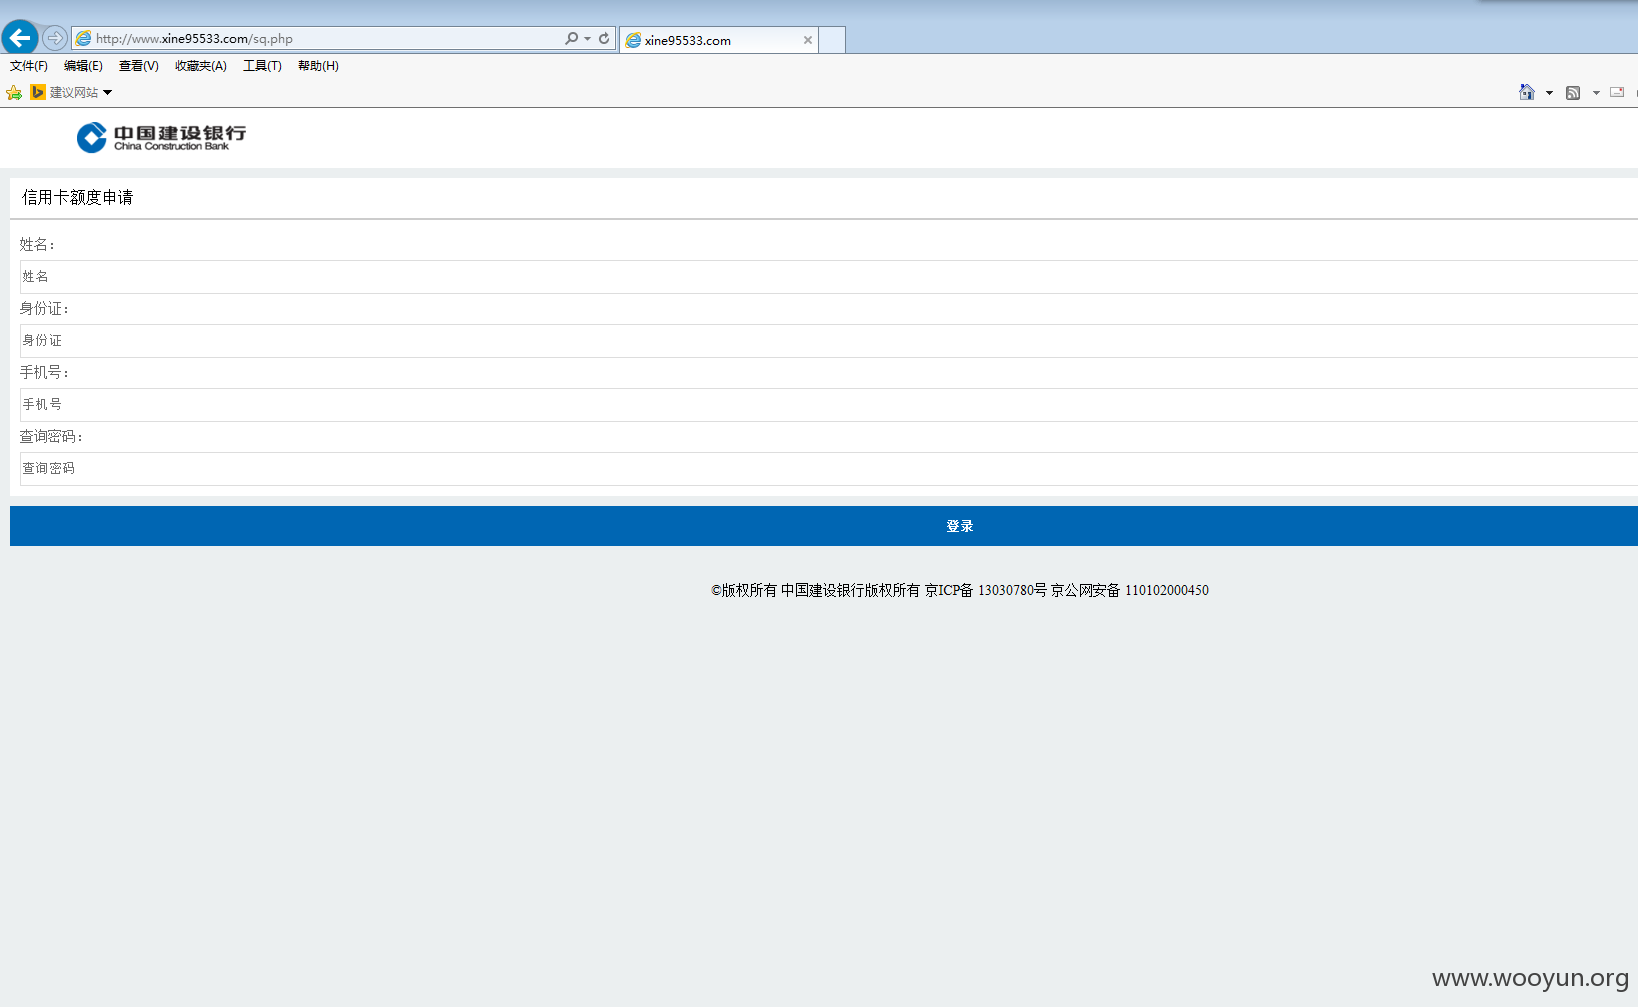 http://www.xine95533.com/sq.php
xine95533.com
文件(F) 编辑(E) 查看(V) 收藏夹(A) 工具(T) 帮助(H)
建议网站
中国建设银行
China Construction Bank
信用卡额度申请
姓名：
姓名
身份证：
身份证
手机号：
手机号
查询密码：
查询密码
登录
©版权所有 中国建设银行版权所有 京ICP备 13030780号 京公网安备 110102000450
www.wooyun.org